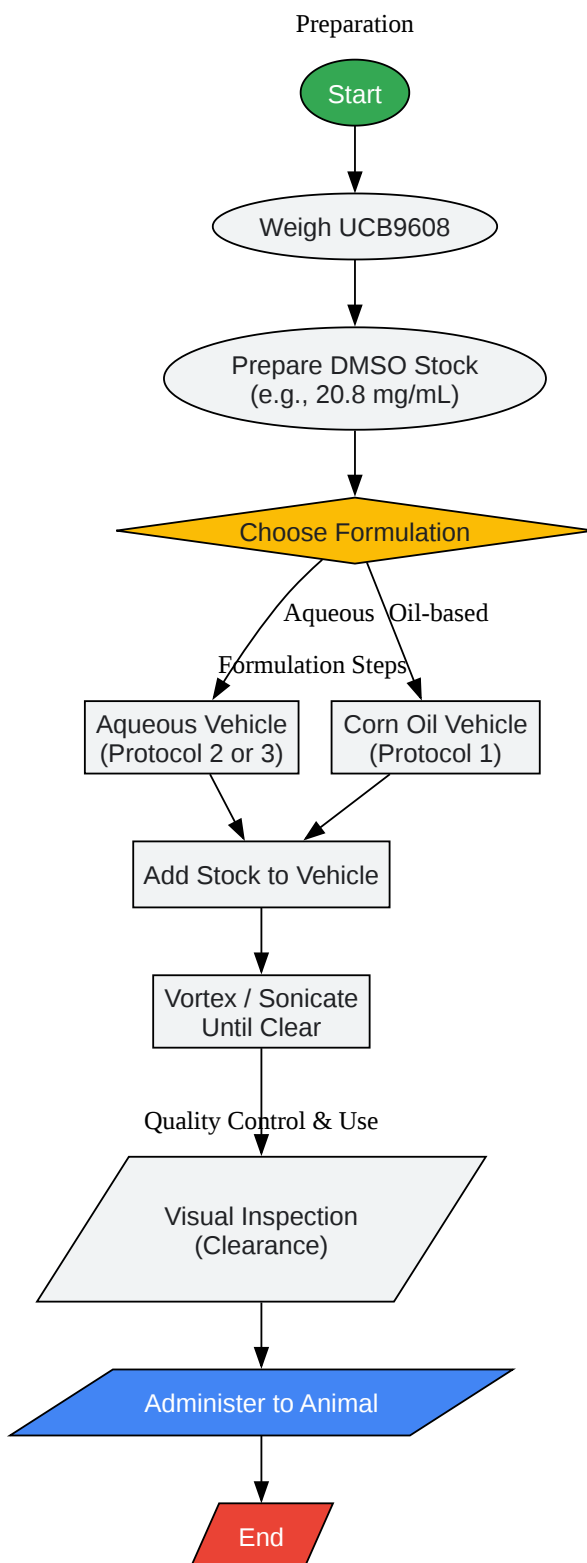 Preparation
Start
Weigh UCB9608
Prepare DMSO Stock
(e.g., 20.8 mg/mL)
Choose Formulation
Aqueous
Oil-based
Formulation Steps
Aqueous Vehicle
(Protocol 2 or 3)
Corn Oil Vehicle
(Protocol 1)
Add Stock to Vehicle
Vortex / Sonicate
Until Clear
Quality Control & Use
Visual Inspection
(Clearance)
Administer to Animal
End